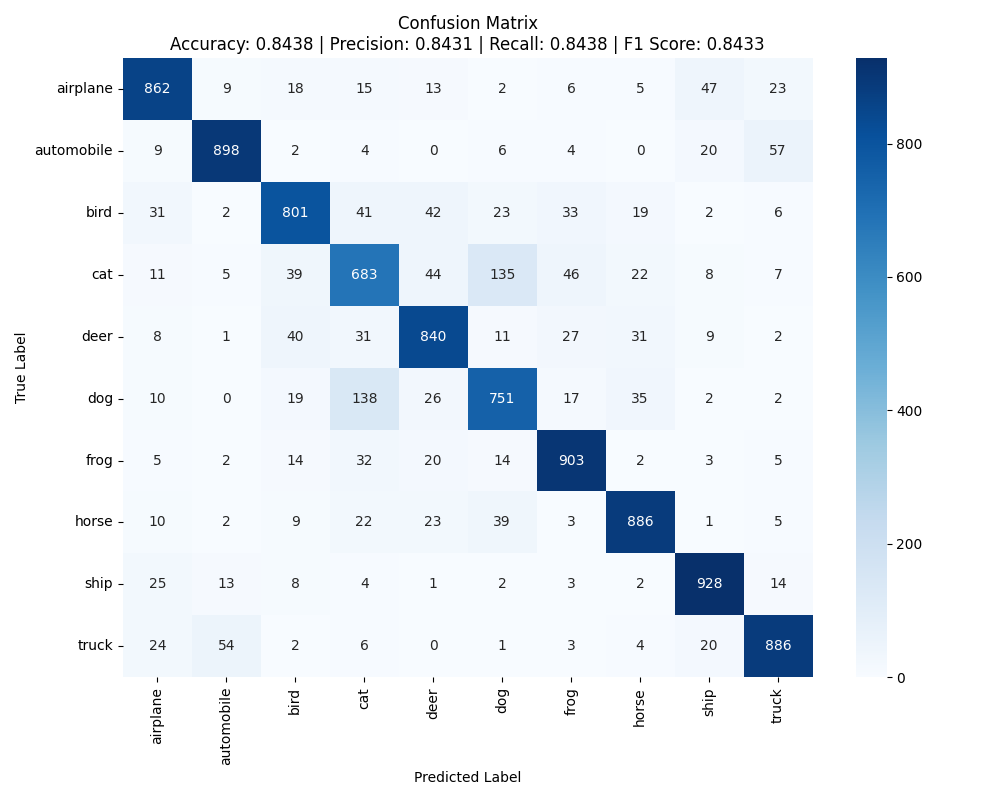 Confusion Matrix
Accuracy: 0.8438 | Precision: 0.8431 | Recall: 0.8438 | F1 Score: 0.8433
airplane 862 9 18 15 13 2 6 5 47 23
automobile 9 898 2 4 0 6 4 0 20 57
bird 31 2 801 41 42 23 33 19 2 6
cat 11 5 39 683 44 135 46 22 8 7
deer 8 1 40 31 840 11 27 31 9 2
dog 10 0 19 138 26 751 17 35 2 2
frog 5 2 14 32 20 14 903 2 3 5
horse 10 2 9 22 23 39 3 886 1 5
ship 25 13 8 4 1 2 3 2 928 14
truck 24 54 2 6 0 1 3 4 20 886
airplane automobile bird cat deer dog frog horse ship truck
Predicted Label
True Label
800
600
400
200
0